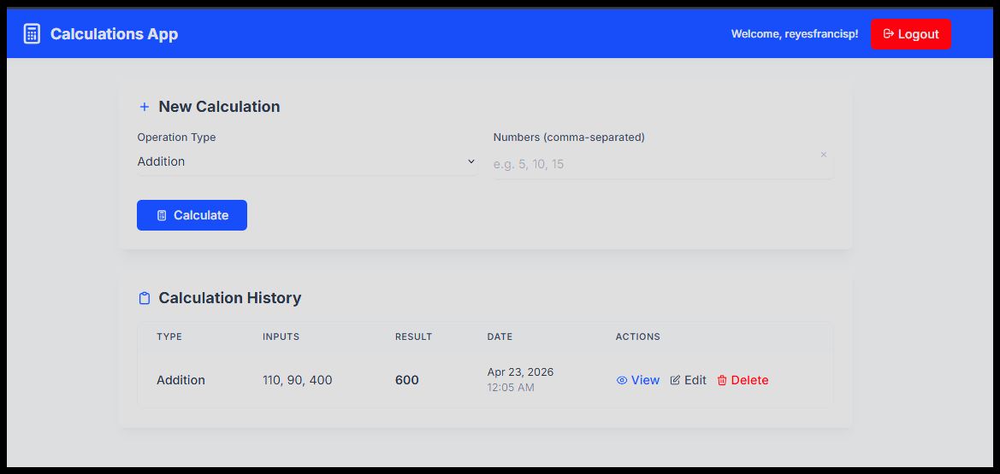 Calculations App
Welcome, reyesfrancisp!
Logout
New Calculation
Operation Type
Numbers (comma-separated)
Addition
e.g. 5, 10, 15
Calculate
Calculation History
TYPE INPUTS RESULT DATE ACTIONS
Addition 110, 90, 400 600 Apr 23, 2026 View Edit Delete
12:05 AM